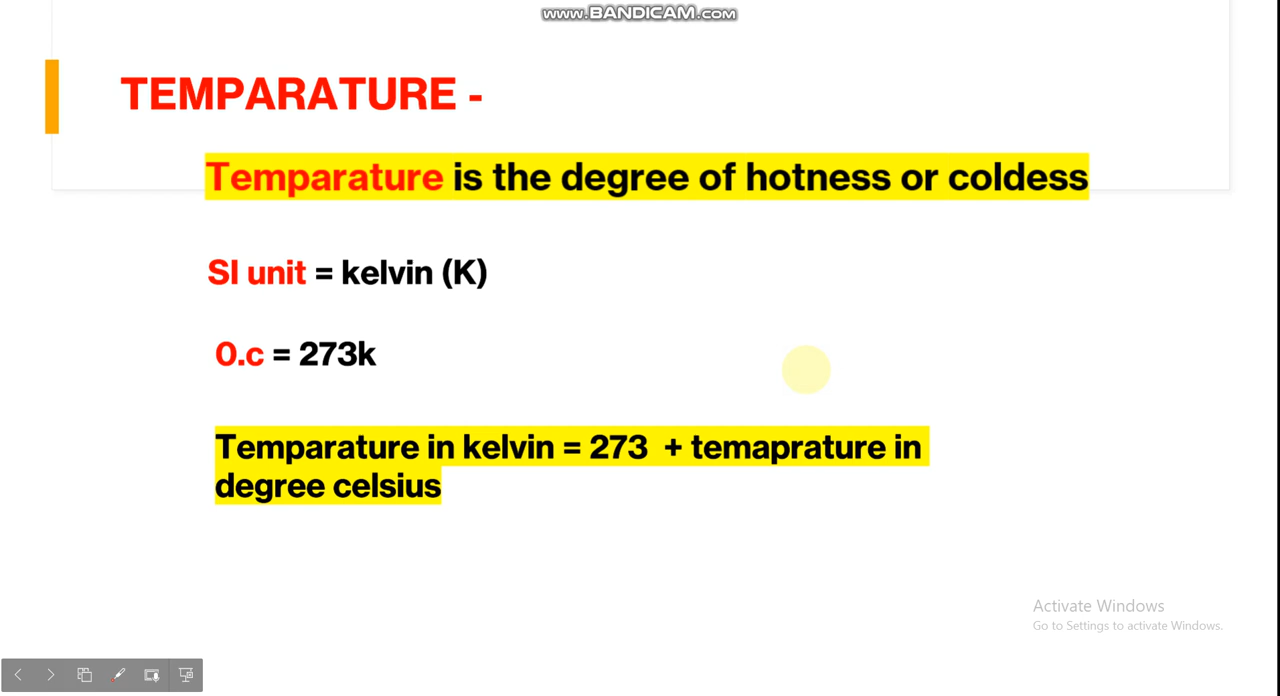 www.BANDICAM.com
TEMPARATURE -
Temparature is the degree of hotness or coldess
SI unit = kelvin (K)
0.c = 273k
Temparature in kelvin = 273 + temaprature in
degree celsius
Activate Windows
Go to Settings to activate Windows.